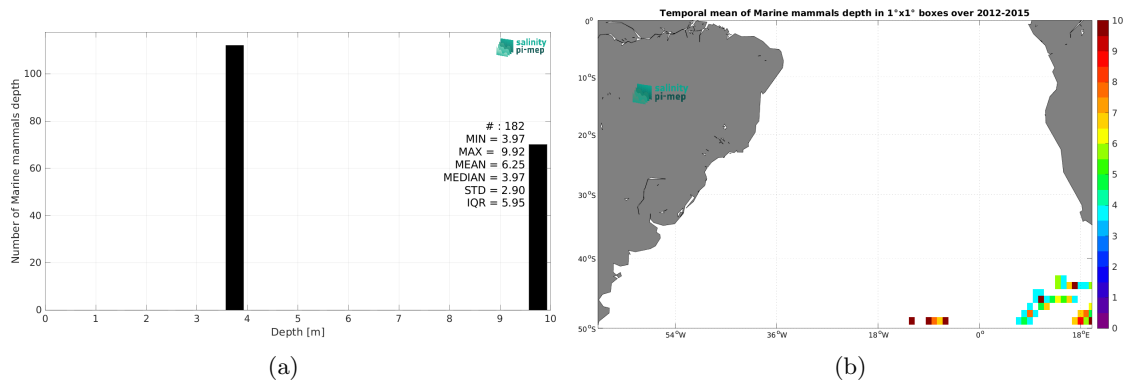 salinity
pi-mep
120
100
80
60
40
20
0
Number of Marine mammals depth
# : 182
MIN = 3.97
MAX = 9.92
MEAN = 6.25
MEDIAN = 3.97
STD = 2.90
IQR = 5.95
0 1 2 3 4 5 6 7 8 9 10
Depth [m]
(a)
Temporal mean of Marine mammals depth in 1°x1° boxes over 2012-2015
0°
10°S
20°S
30°S
40°S
50°S
salinity
pi-mep
54°W 36°W 18°W 0° 18°E
10
9
8
7
6
5
4
3
2
1
0
(b)